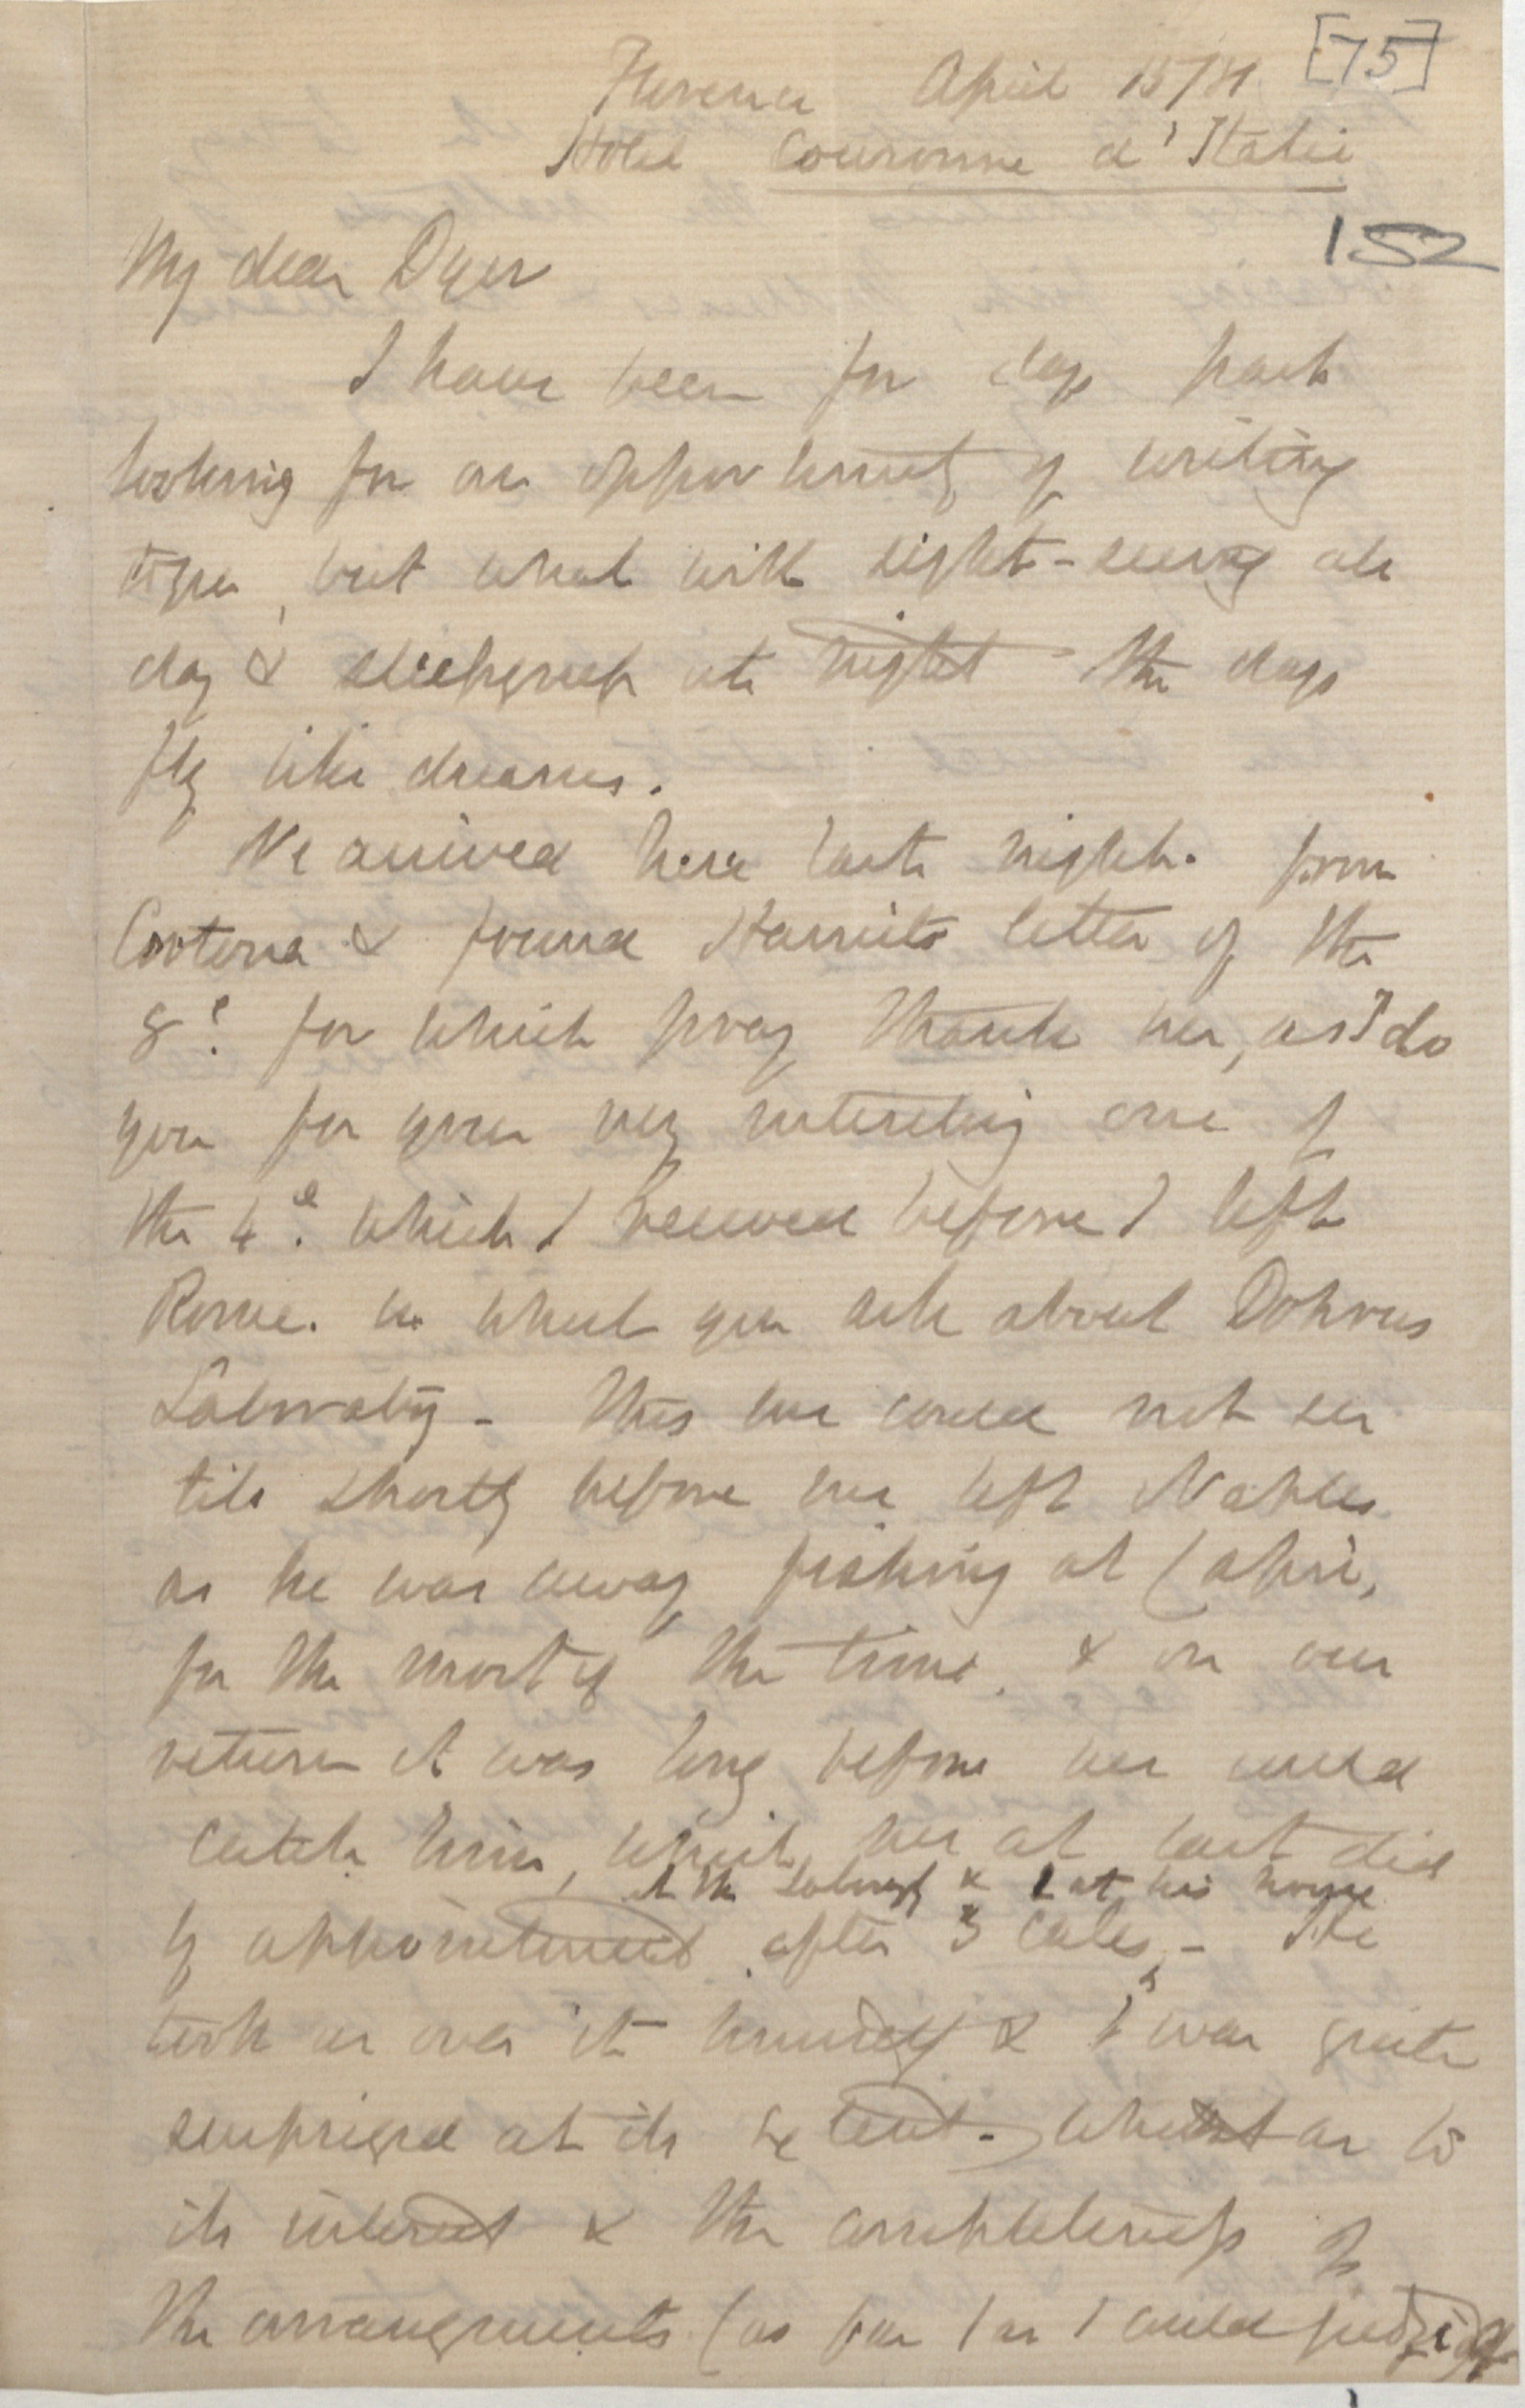 [75]
Florence April 15/81
Hotel Couronne d'Italie
152
My dear Dyer
I have been for days past
looking for an opportunity of writing
to you, but what with sight-seeing all
day & sleepyness at night the days
fly like dreams.
We arrived here last night. from
Cortona & found Harriets letter of the
8th. for which pray thank her, as I do
you for your very interesting one of
the 4th. which I received before I left
Rome. in which you ask about Dohrns
Laboratory - This we could not see
till shortly before we left Naples
as he was away fishing at Capri,
for the most of the time, & on our
return it was long before we could
catch him, which we at last did
at the Laboraty & 1 at his house
by appointment after 3 calls, - He
took us over it himself & I was quite
surprised at its extent. whilst as to
its interest & the completeness of
the arrangements (as far as I could judge